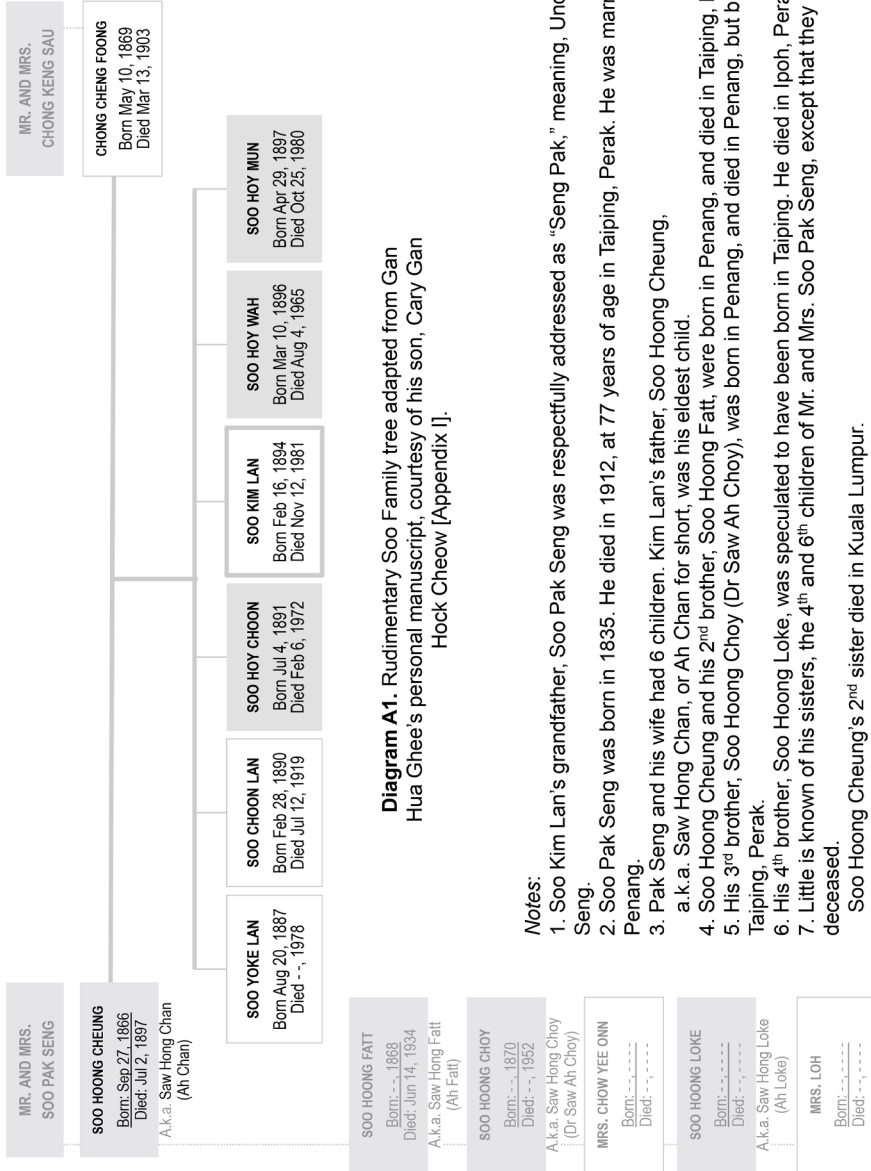 MR. AND MRS.
SOO PAK SENG
MR. AND MRS.
CHONG KENG SAU
SOO HOONG CHEUNG
Born: Sep 27, 1866
Died: Jul 2, 1897
A.k.a. Saw Hong Chan
(Ah Chan)
CHONG CHENG FOONG
Born May 10, 1869
Died Mar 13, 1903
SOO YOKE LAN
Born Aug 20, 1887
Died - -, 1978
SOO CHOON LAN
Born Feb 28, 1890
Died Jul 12, 1919
SOO HOY CHOON
Born Jul 4, 1891
Died Feb 6, 1972
SOO KIM LAN
Born Feb 16, 1894
Died Nov 12, 1981
SOO HOY WAH
Born Mar 10, 1896
Died Aug 4, 1965
SOO HOY MUN
Born Apr 29, 1897
Died Oct 25, 1980
SOO HOONG FATT
Born: - -, 1868
Died: Jun 14, 1934
A.k.a. Saw Hong Fatt
(Ah Fatt)
SOO HOONG CHOY
Born: - -, 1870
Died: - -, 1952
A.k.a. Saw Hong Choy
(Dr Saw Ah Choy)
MRS. CHOW YEE ONN
Born: - -, - - - -
Died: - -, - - - -
SOO HOONG LOKE
Born: - -, - - - -
Died: - -, - - - -
A.k.a. Saw Hong Loke
(Ah Loke)
MRS. LOH
Born: - -, - - - -
Died: - -, - - - -
Diagram A1. Rudimentary Soo Family tree adapted from Gan
Hua Ghee's personal manuscript, courtesy of his son, Cary Gan
Hock Cheow [Appendix I].
Notes:
1. Soo Kim Lan's grandfather, Soo Pak Seng was respectfully addressed as “Seng Pak,” meaning,
Seng.
2. Soo Pak Seng was born in 1835. He died in 1912, at 77 years of age in Taiping, Perak. He was
Penang.
3. Pak Seng and his wife had 6 children. Kim Lan's father, Soo Hoong Cheung,
a.k.a. Saw Hong Chan, or Ah Chan for short, was his eldest child.
4. Soo Hoong Cheung and his 2nd brother, Soo Hoong Fatt, were born in Penang, and died in Taiping,
5. His 3rd brother, Soo Hoong Choy (Dr Saw Ah Choy), was born in Penang, and died in Penang, but
Taiping, Perak.
6. His 4th brother, Soo Hoong Loke, was speculated to have been born in Taiping. He died in Ipoh,
7. Little is known of his sisters, the 4th and 6th children of Mr. and Mrs. Soo Pak Seng, except that they
deceased.
Soo Hoong Cheung's 2nd sister died in Kuala Lumpur.